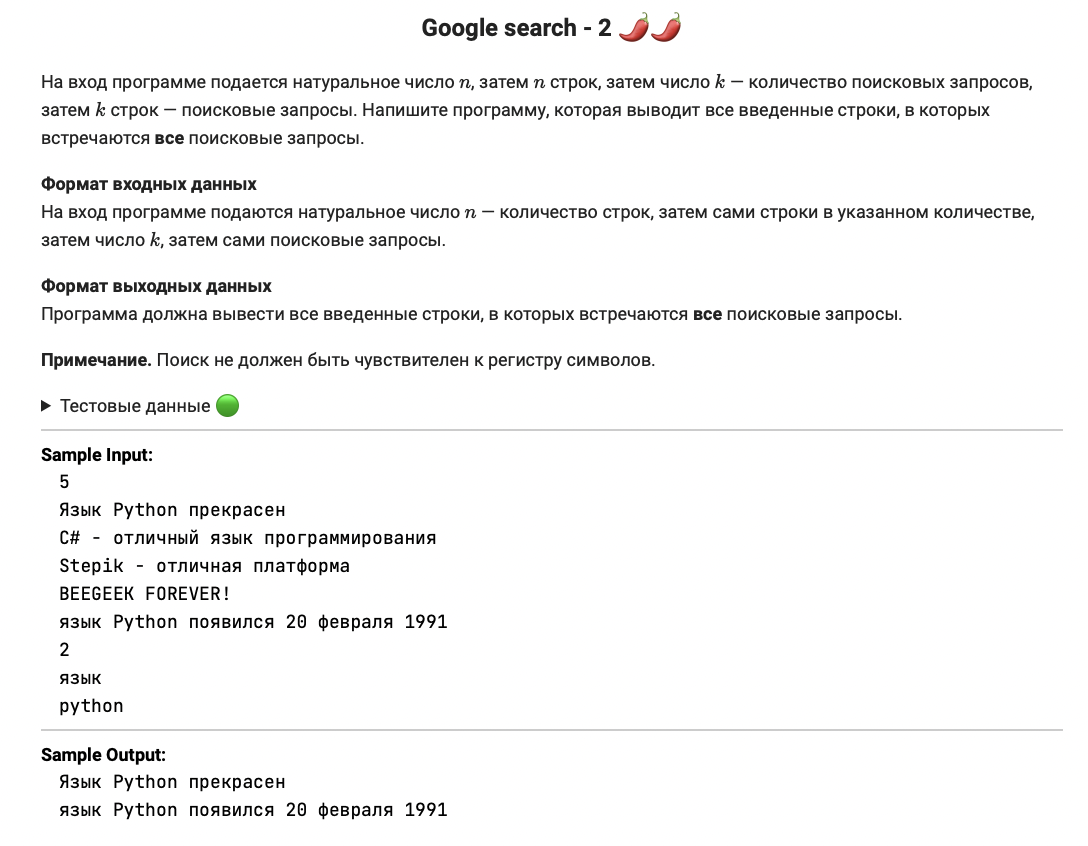 Google search - 2 🌶️🌶️
На вход программе подается натуральное число n, затем n строк, затем число k — количество поисковых запросов,
затем k строк — поисковые запросы. Напишите программу, которая выводит все введенные строки, в которых
встречаются все поисковые запросы.
Формат входных данных
На вход программе подаются натуральное число n — количество строк, затем сами строки в указанном количестве,
затем число k, затем сами поисковые запросы.
Формат выходных данных
Программа должна вывести все введенные строки, в которых встречаются все поисковые запросы.
Примечание. Поиск не должен быть чувствителен к регистру символов.
▶ Тестовые данные 🟢
Sample Input:
5
Язык Python прекрасен
C# - отличный язык программирования
Stepik - отличная платформа
BEEGEEK FOREVER!
язык Python появился 20 февраля 1991
2
язык
python
Sample Output:
Язык Python прекрасен
язык Python появился 20 февраля 1991